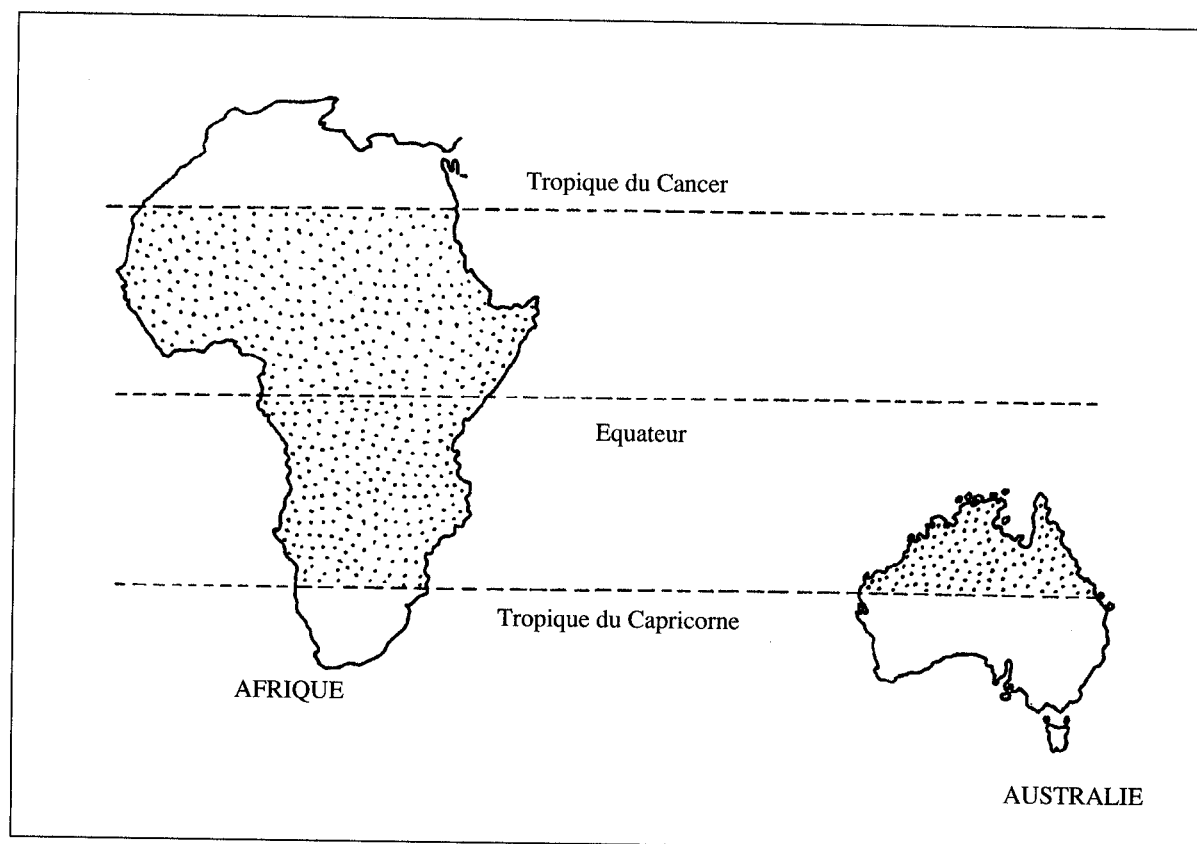 Tropique du Cancer
Equateur
Tropique du Capricorne
AFRIQUE
AUSTRALIE